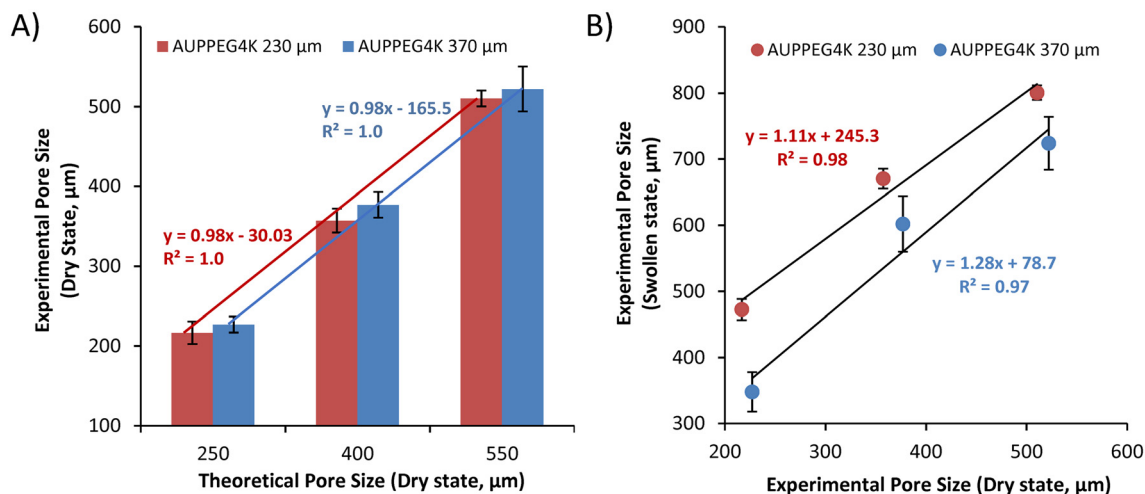 A)
600
500
400
300
200
100
Experimental Pore Size
(Dry State, µm)
AUPPEG4K 230 µm
AUPPEG4K 370 µm
y = 0.98x - 165.5
R² = 1.0
y = 0.98x - 30.03
R² = 1.0
250
400
550
Theoretical Pore Size (Dry state, µm)
B)
900
800
700
600
500
400
300
Experimental Pore Size
(Swollen state, µm)
AUPPEG4K 230 µm
AUPPEG4K 370 µm
y = 1.11x + 245.3
R² = 0.98
y = 1.28x + 78.7
R² = 0.97
200
300
400
500
600
Experimental Pore Size (Dry state, µm)